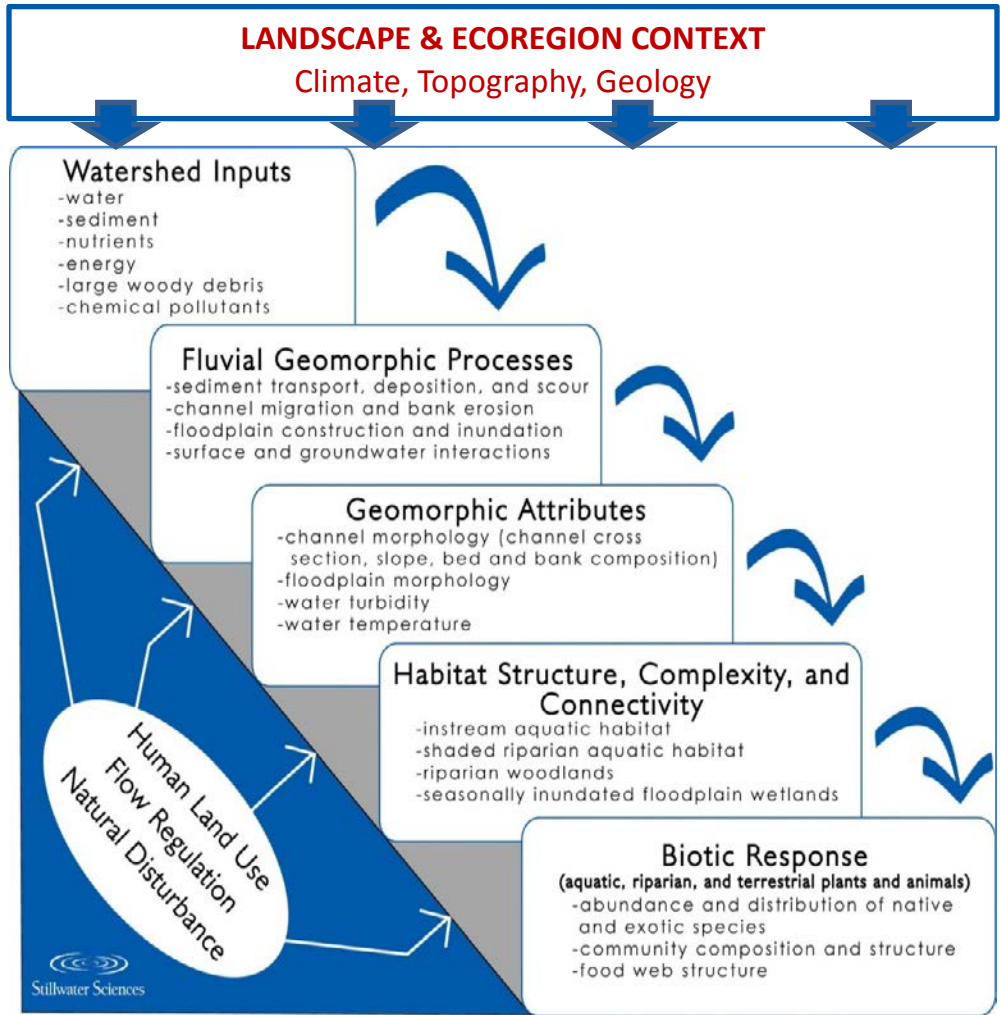 LANDSCAPE & ECOREGION CONTEXT
Climate, Topography, Geology
Watershed Inputs
-water
-sediment
-nutrients
-energy
-large woody debris
-chemical pollutants
Fluvial Geomorphic Processes
-sediment transport, deposition, and scour
-channel migration and bank erosion
-floodplain construction and inundation
-surface and groundwater interactions
Geomorphic Attributes
-channel morphology (channel cross
section, slope, bed and bank composition)
-floodplain morphology
-water turbidity
-water temperature
Habitat Structure, Complexity, and
Connectivity
-instream aquatic habitat
-shaded riparian aquatic habitat
-riparian woodlands
-seasonally inundated floodplain wetlands
Biotic Response
(aquatic, riparian, and terrestrial plants and animals)
-abundance and distribution of native
and exotic species
-community composition and structure
-food web structure
Human Land Use
Flow Regulation
Natural Disturbance
Stillwater Sciences